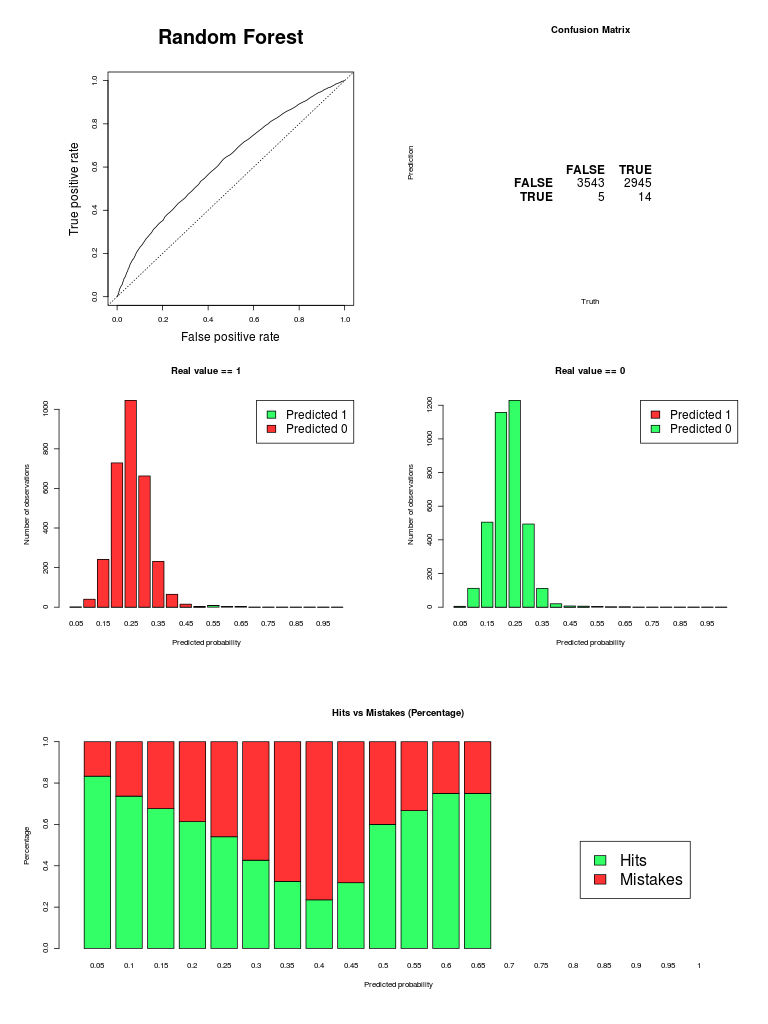 Random Forest
True positive rate
1.0
0.8
0.6
0.4
0.2
0.0
0.0 0.2 0.4 0.6 0.8 1.0
False positive rate
Confusion Matrix
Prediction
FALSE TRUE
FALSE 3543 2945
TRUE 5 14
Truth
Real value == 1
Number of observations
1000
800
600
400
200
0
Predicted 1
Predicted 0
0.05 0.15 0.25 0.35 0.45 0.55 0.65 0.75 0.85 0.95
Predicted probability
Real value == 0
Number of observations
1200
1000
800
600
400
200
0
Predicted 1
Predicted 0
0.05 0.15 0.25 0.35 0.45 0.55 0.65 0.75 0.85 0.95
Predicted probability
Hits vs Mistakes (Percentage)
Percentage
1.0
0.8
0.6
0.4
0.2
0.0
Hits
Mistakes
0.05 0.1 0.15 0.2 0.25 0.3 0.35 0.4 0.45 0.5 0.55 0.6 0.65 0.7 0.75 0.8 0.85 0.9 0.95 1
Predicted probability